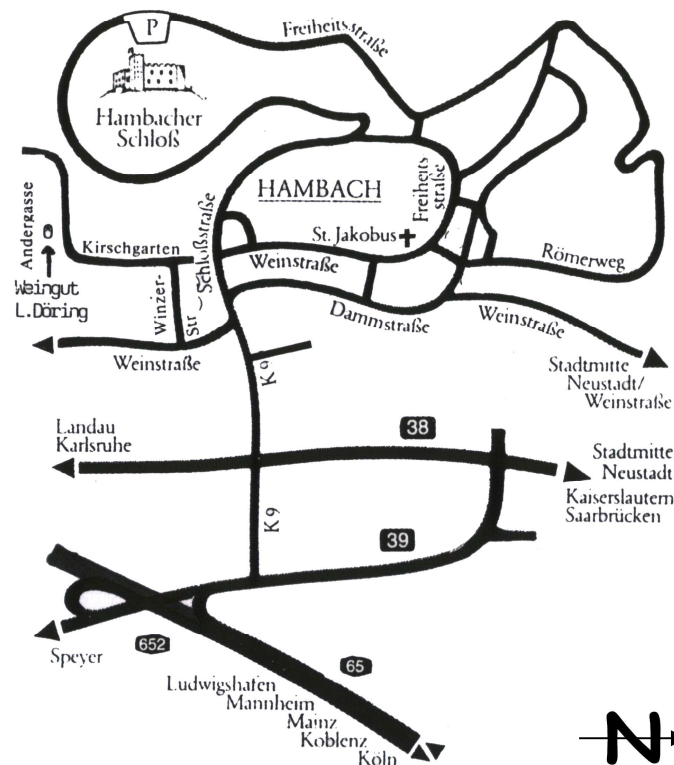 P
Freiheitsstraße
Hambacher
Schloß
HAMBACH
Freiheits
straße
Andergasse
Kirschgarten
Schloßstraße
St. Jakobus
Weinstraße
Römerweg
Weingut
L.Döring
Winzer-
Str
Dammstraße
Weinstraße
Weinstraße
K 9
Stadtmitte
Neustadt/
Weinstraße
Landau
Karlsruhe
38
Stadtmitte
Neustadt
Kaiserslautern
Saarbrücken
K 9
39
Speyer
652
65
Ludwigshafen
Mannheim
Mainz
Koblenz
Köln
N